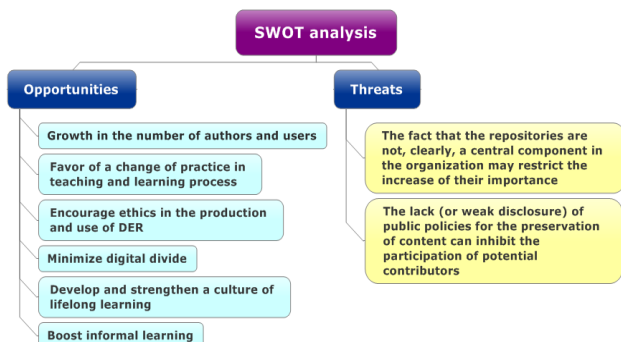 SWOT analysis
Opportunities
Growth in the number of authors and users
Favor of a change of practice in
teaching and learning process
Encourage ethics in the production
and use of DER
Minimize digital divide
Develop and strengthen a culture of
lifelong learning
Boost informal learning
Threats
The fact that the repositories are
not, clearly, a central component in
the organization may restrict the
increase of their importance
The lack (or weak disclosure) of
public policies for the preservation
of content can inhibit the
participation of potential
contributors